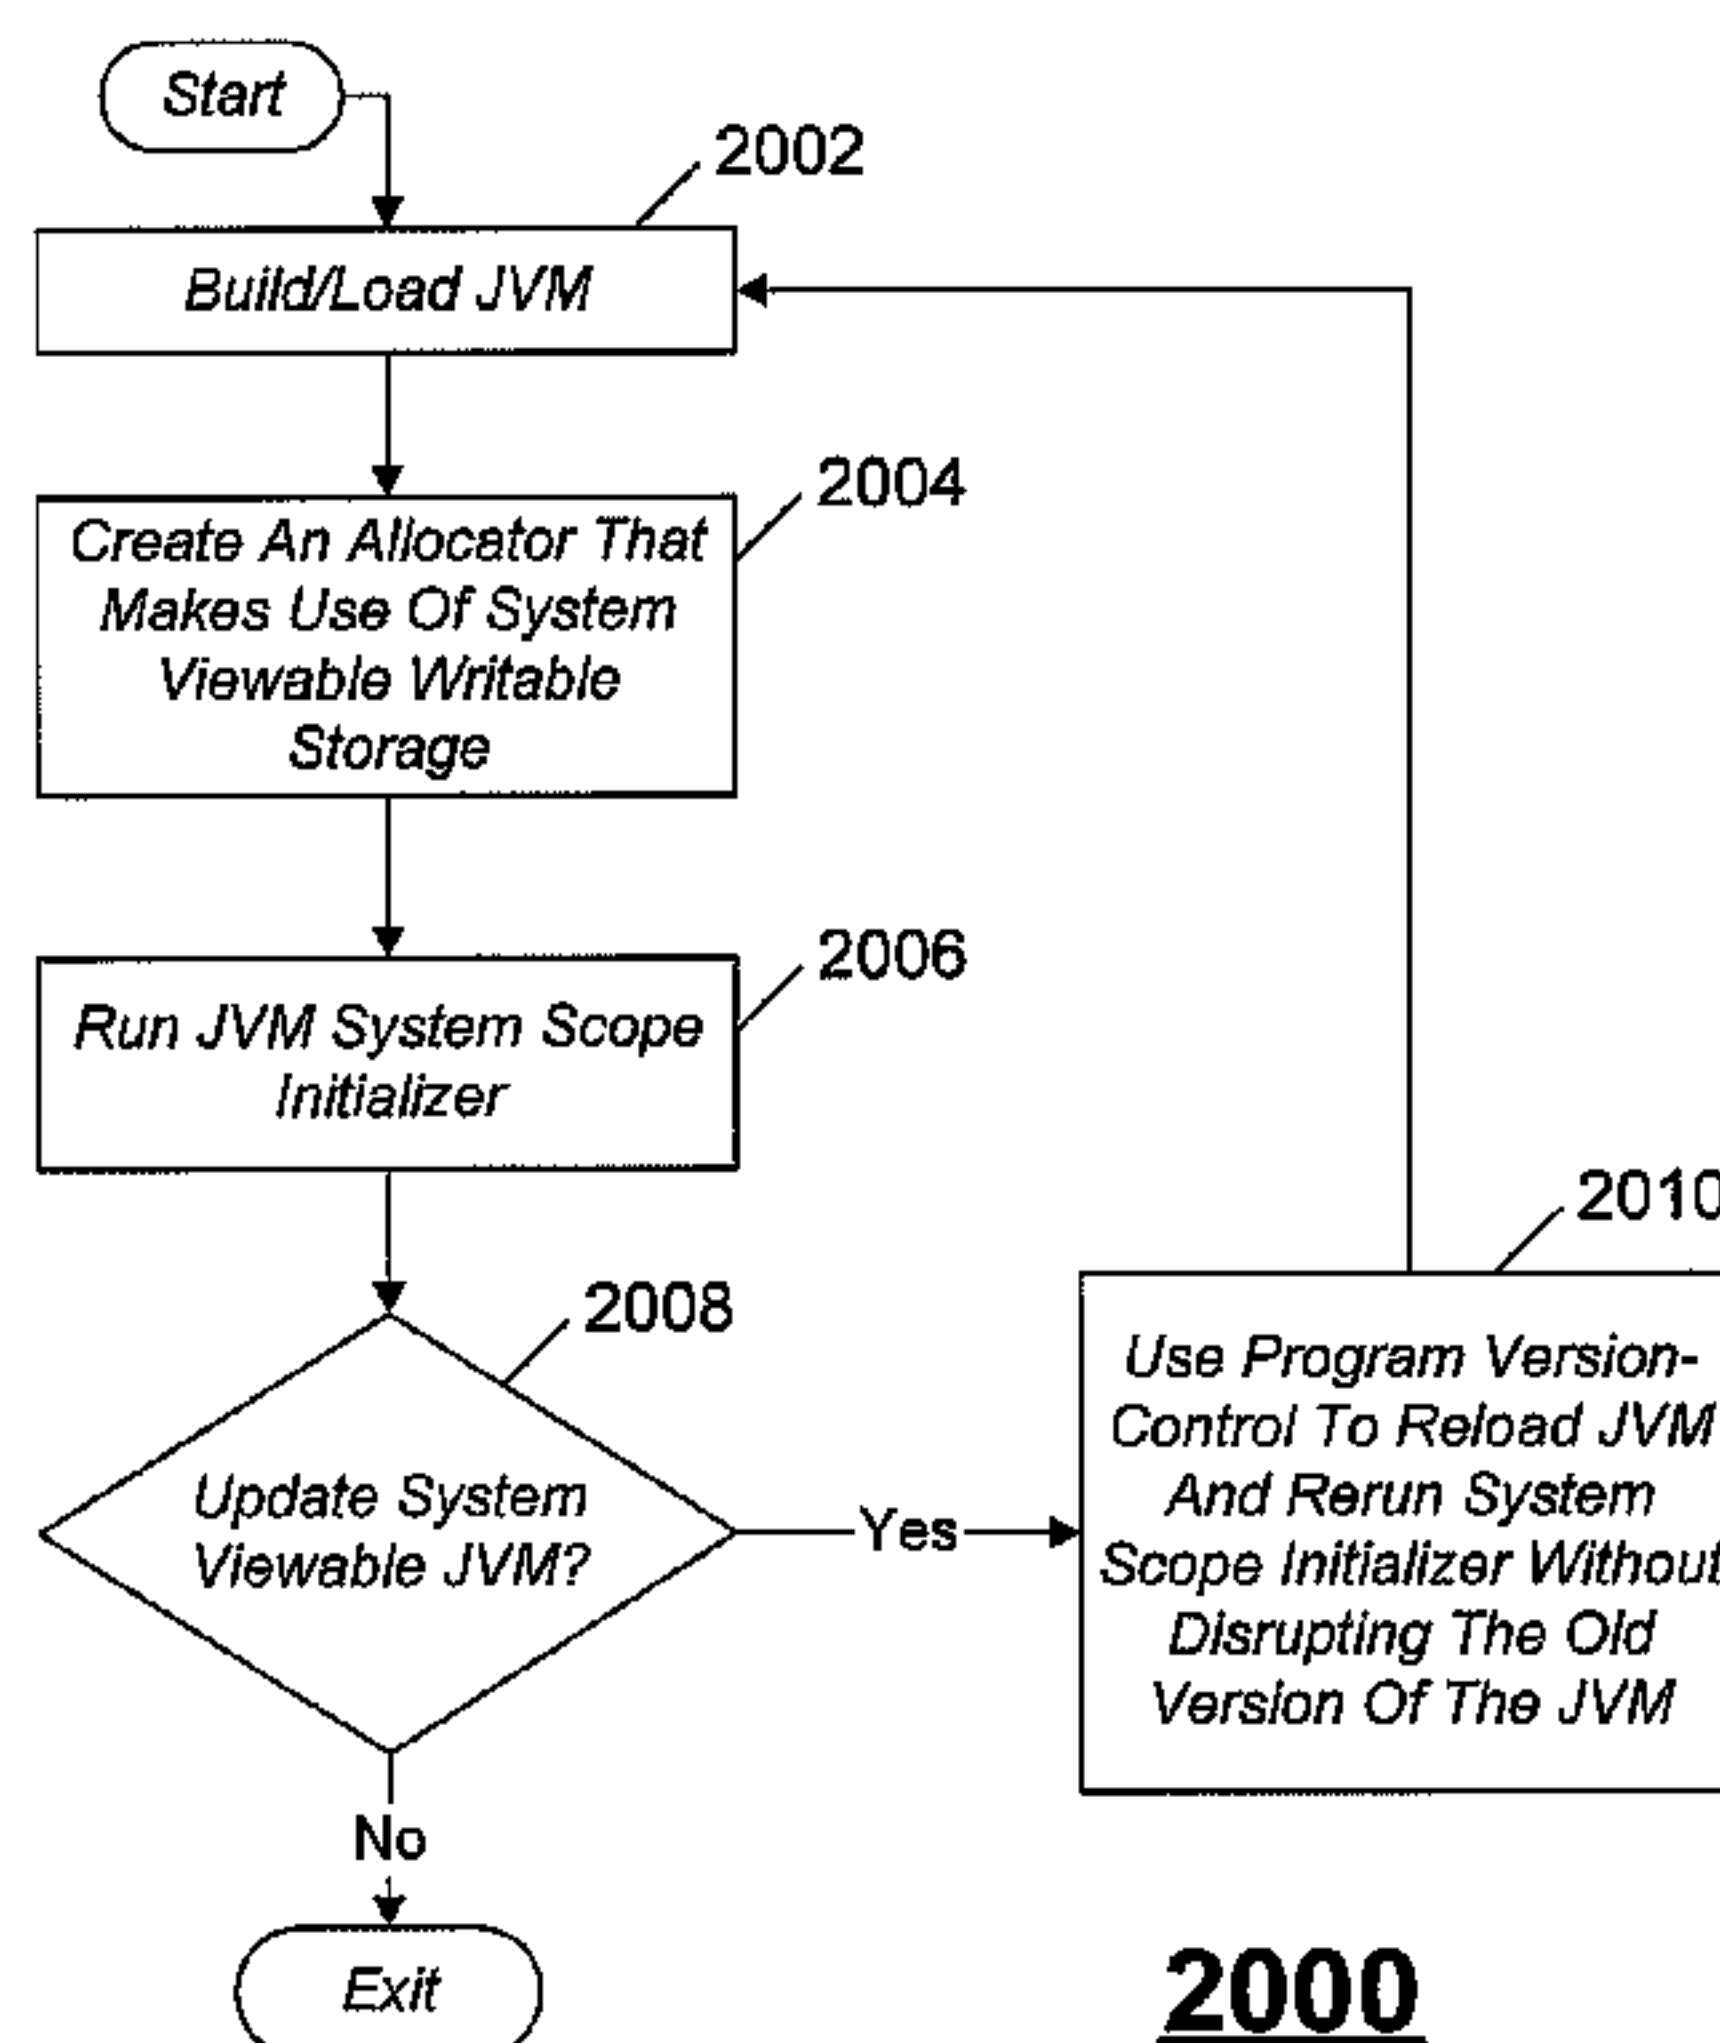 Start
2002
Build/Load JVM
2004
Create An Allocator That
Makes Use Of System
Viewable Writable
Storage
2006
Run JVM System Scope
Initializer
2008
Update System
Viewable JVM?
Yes
2010
Use Program Version-
Control To Reload JVM
And Rerun System
Scope Initializer Without
Disrupting The Old
Version Of The JVM
No
Exit
2000